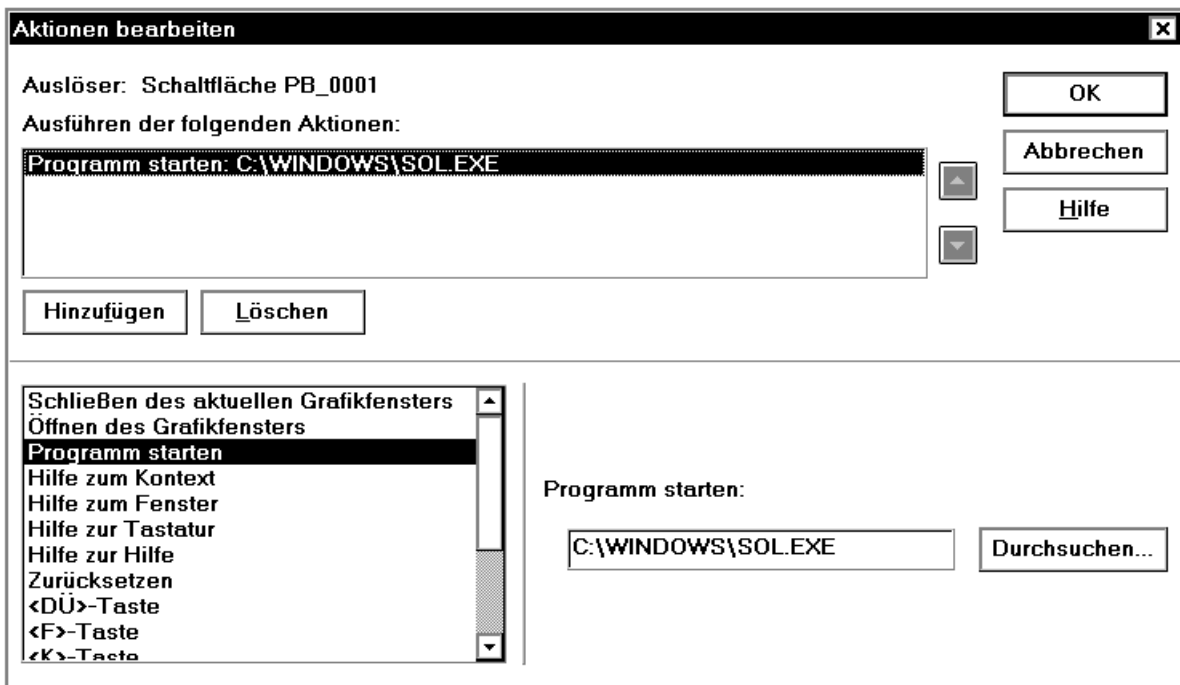 Aktionen bearbeiten
Auslöser: Schaltfläche PB_0001
Ausführen der folgenden Aktionen:
Programm starten: C:\WINDOWS\SOL.EXE
OK
Abbrechen
Hilfe
Hinzufügen
Löschen
Schließen des aktuellen Grafikfensters
Öffnen des Grafikfensters
Programm starten
Hilfe zum Kontext
Hilfe zum Fenster
Hilfe zur Tastatur
Hilfe zur Hilfe
Zurücksetzen
<DÜ>-Taste
<F>-Taste
<K>-Taste
Programm starten:
C:\WINDOWS\SOL.EXE
Durchsuchen...